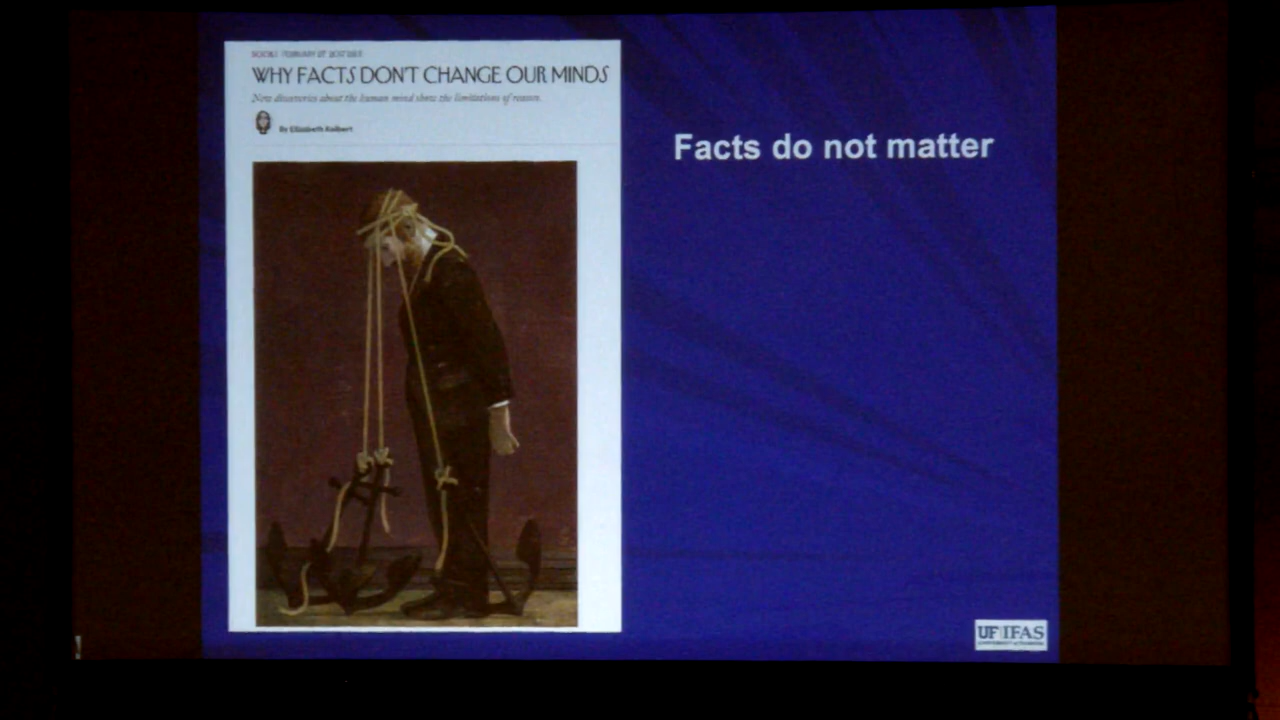 BOOKS FEBRUARY 27, 2017 ISSUE
WHY FACTS DON'T CHANGE OUR MINDS
New discoveries about the human mind show the limitations of reason.
By Elizabeth Kolbert
Facts do not matter
UF IFAS